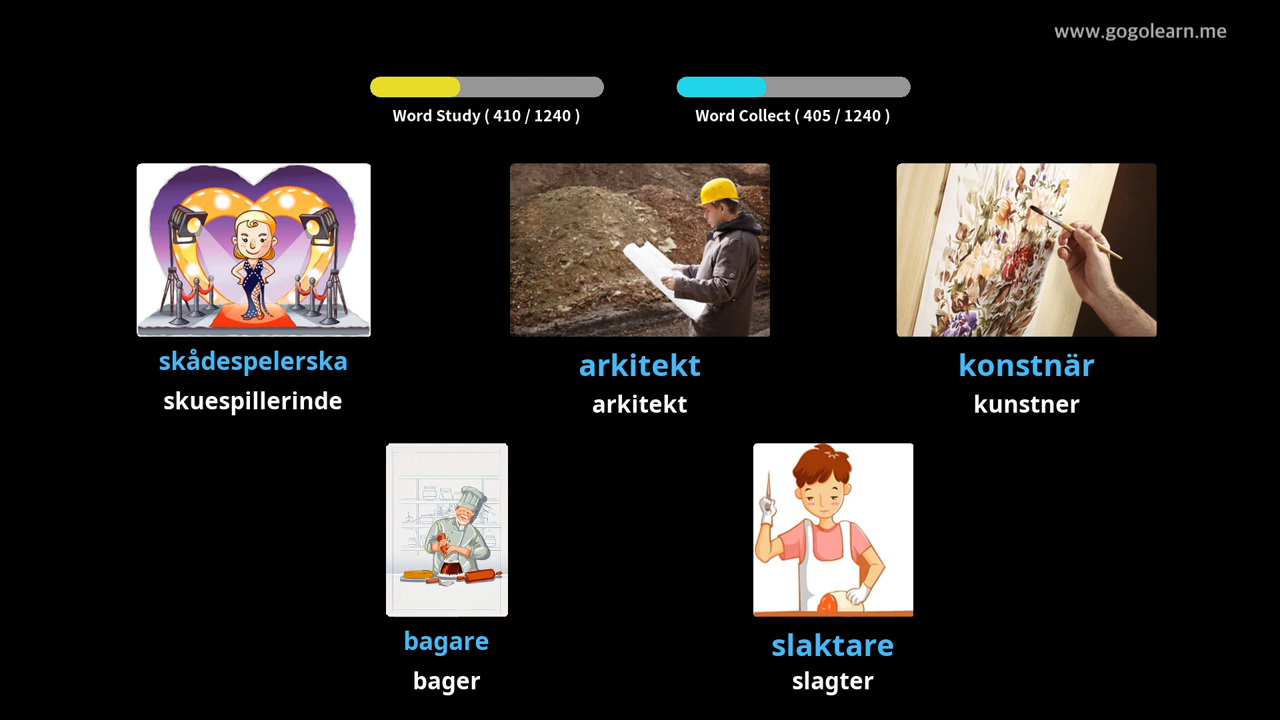 www.gogolearn.me
Word Study ( 410 / 1240 )
Word Collect ( 405 / 1240 )
skådespelerska
skuespillerinde
arkitekt
arkitekt
konstnär
kunstner
bagare
bager
slaktare
slagter